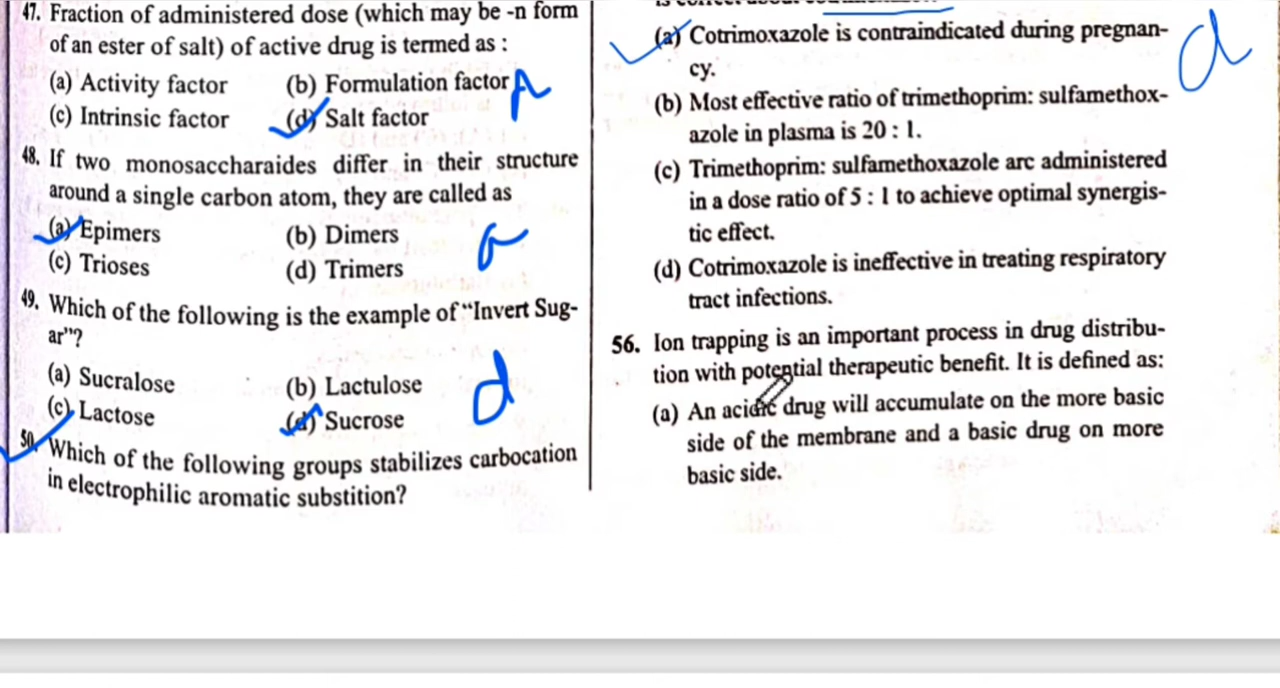 47. Fraction of administered dose (which may be -n form
of an ester of salt) of active drug is termed as :
(a) Activity factor (b) Formulation factor
(c) Intrinsic factor (d) Salt factor
A
48. If two monosaccharaides differ in their structure
around a single carbon atom, they are called as
(a) Epimers (b) Dimers
(c) Trioses (d) Trimers
a
49. Which of the following is the example of "Invert Sug-
ar"?
(a) Sucralose (b) Lactulose
(c) Lactose (d) Sucrose
d
50. Which of the following groups stabilizes carbocation
in electrophilic aromatic substition?
(a) Cotrimoxazole is contraindicated during pregnan-
cy.
d
(b) Most effective ratio of trimethoprim: sulfamethox-
azole in plasma is 20 : 1.
(c) Trimethoprim: sulfamethoxazole arc administered
in a dose ratio of 5 : 1 to achieve optimal synergis-
tic effect.
(d) Cotrimoxazole is ineffective in treating respiratory
tract infections.
56. Ion trapping is an important process in drug distribu-
tion with potential therapeutic benefit. It is defined as:
(a) An acidic drug will accumulate on the more basic
side of the membrane and a basic drug on more
basic side.